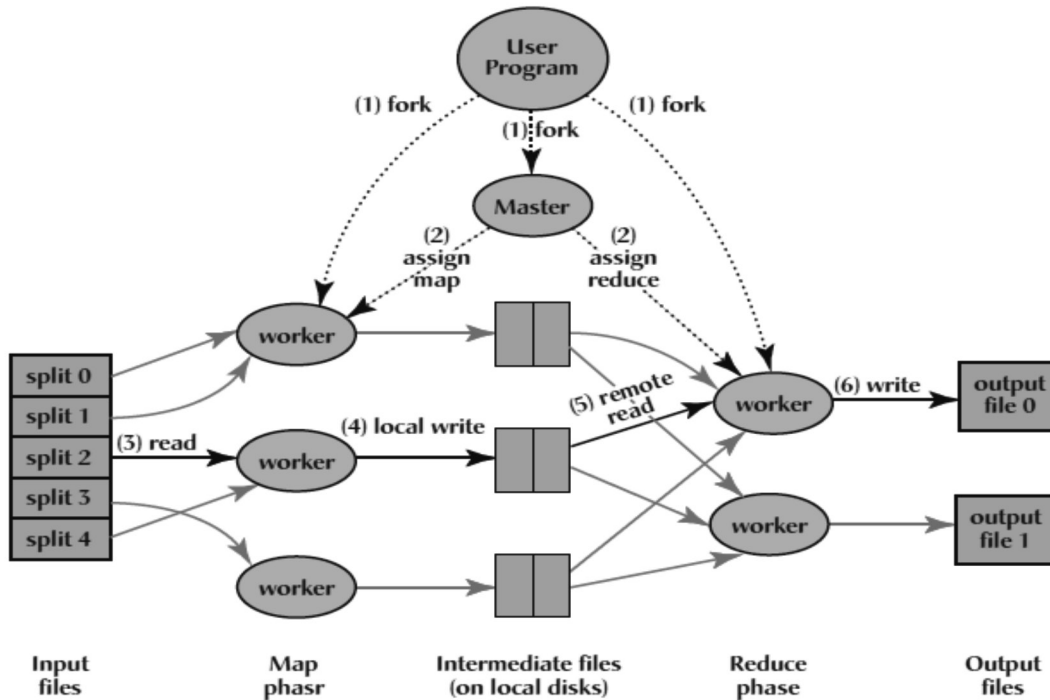 User
Program
(1) fork
(1) fork
(1) fork
Master
(2)
assign
map
(2)
assign
reduce
worker
split 0
split 1
split 2
split 3
split 4
(3) read
worker
(4) local write
worker
(5) remote
read
worker
(6) write
output
file 0
worker
output
file 1
Input
files
Map
phasr
Intermediate files
(on local disks)
Reduce
phase
Output
files